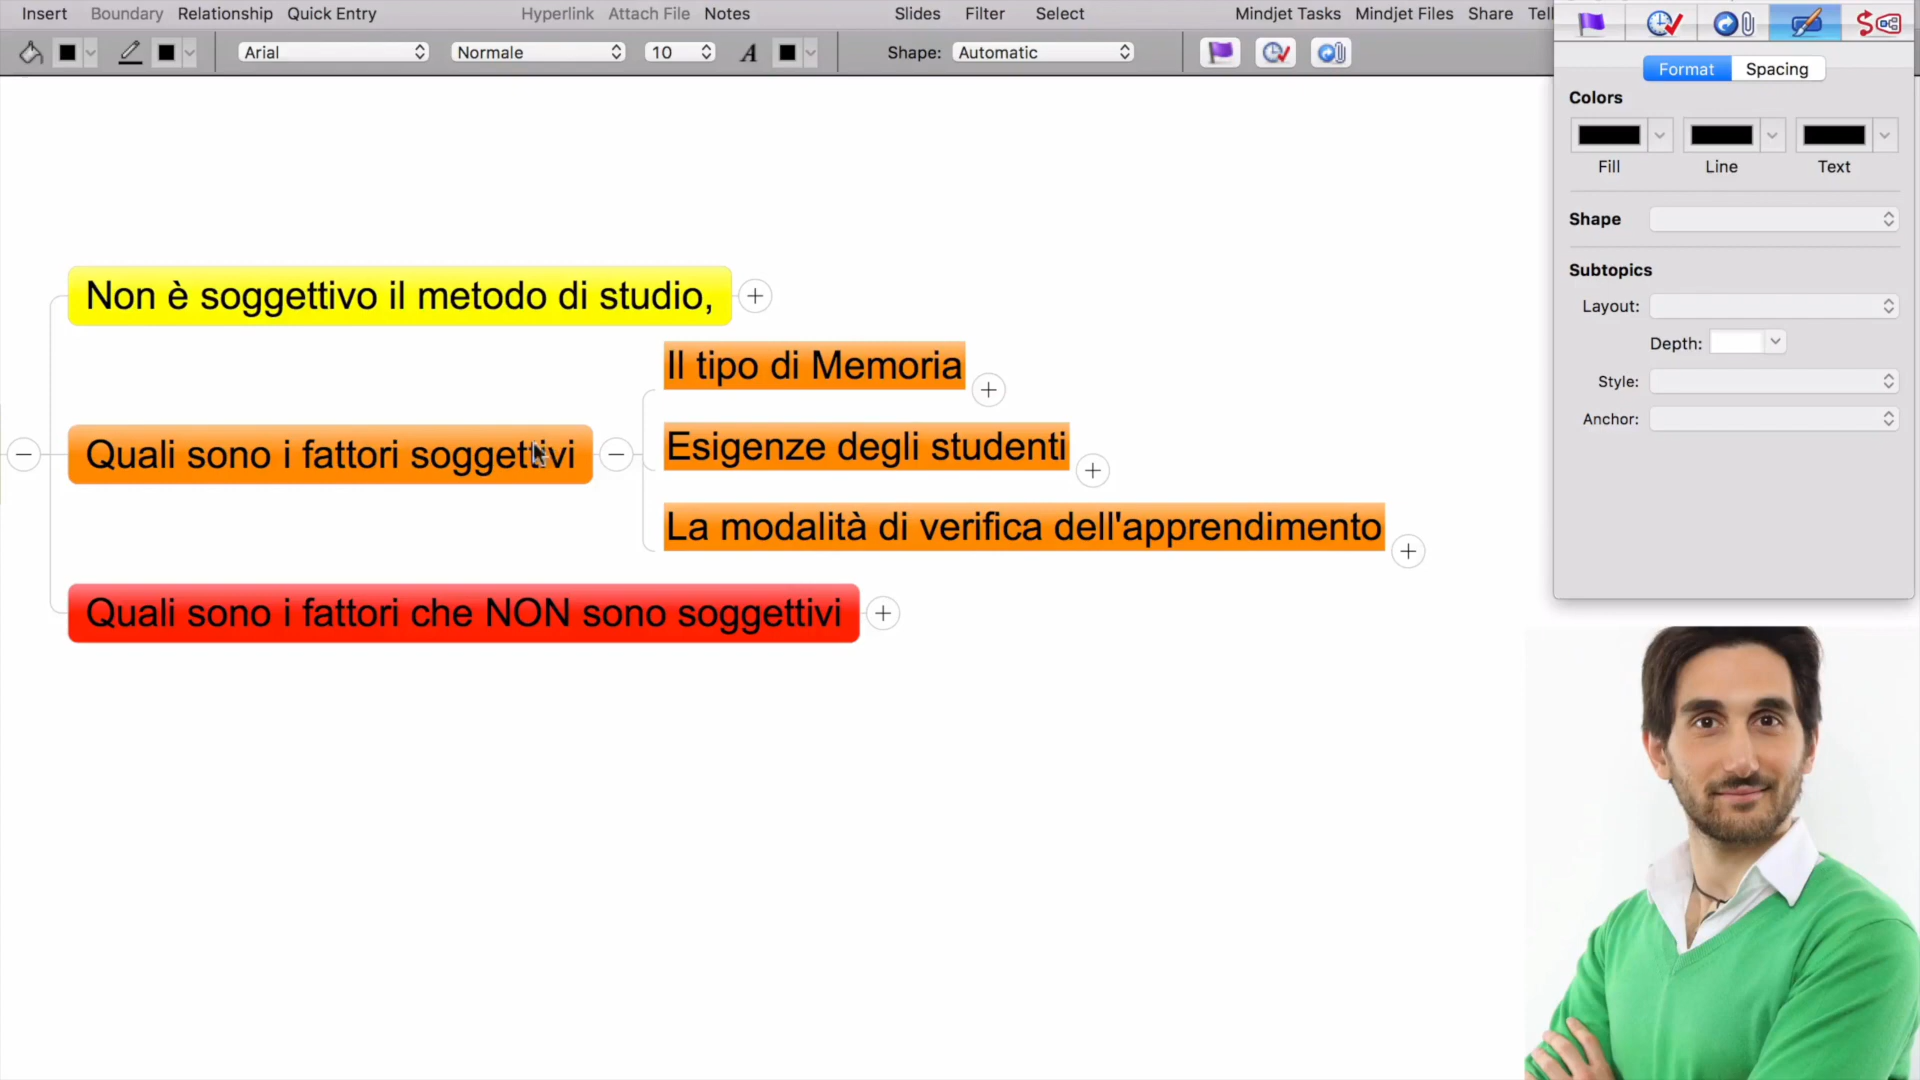 Insert Boundary Relationship Quick Entry Hyperlink Attach File Notes Slides Filter Select Mindjet Tasks Mindjet Files Share Tell
Arial Normale 10 A Shape: Automatic
Format Spacing
Colors
Fill Line Text
Shape
Subtopics
Layout:
Depth:
Style:
Anchor:
Non è soggettivo il metodo di studio,
Il tipo di Memoria
Quali sono i fattori soggettivi
Esigenze degli studenti
La modalità di verifica dell'apprendimento
Quali sono i fattori che NON sono soggettivi